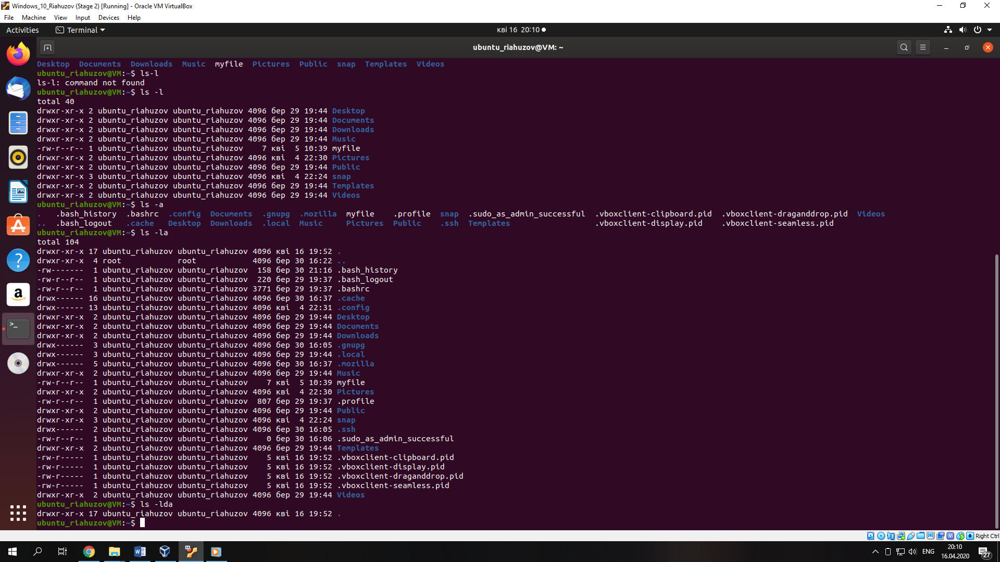 Windows_10_Riahuzov (Stage 2) [Running] - Oracle VM VirtualBox
File Machine View Input Devices Help
Activities Terminal кві 16 20:10
ubuntu_riahuzov@VM: ~
Desktop Documents Downloads Music myfile Pictures Public snap Templates Videos
ubuntu_riahuzov@VM:~$ ls-l
ls-l: command not found
ubuntu_riahuzov@VM:~$ ls -l
total 40
drwxr-xr-x 2 ubuntu_riahuzov ubuntu_riahuzov 4096 бер 29 19:44 Desktop
drwxr-xr-x 2 ubuntu_riahuzov ubuntu_riahuzov 4096 бер 29 19:44 Documents
drwxr-xr-x 2 ubuntu_riahuzov ubuntu_riahuzov 4096 бер 29 19:44 Downloads
drwxr-xr-x 2 ubuntu_riahuzov ubuntu_riahuzov 4096 бер 29 19:44 Music
-rw-r--r-- 1 ubuntu_riahuzov ubuntu_riahuzov    7 кві  5 10:39 myfile
drwxr-xr-x 2 ubuntu_riahuzov ubuntu_riahuzov 4096 кві  4 22:30 Pictures
drwxr-xr-x 2 ubuntu_riahuzov ubuntu_riahuzov 4096 бер 29 19:44 Public
drwxr-xr-x 3 ubuntu_riahuzov ubuntu_riahuzov 4096 кві  4 22:24 snap
drwxr-xr-x 2 ubuntu_riahuzov ubuntu_riahuzov 4096 бер 29 19:44 Templates
drwxr-xr-x 2 ubuntu_riahuzov ubuntu_riahuzov 4096 бер 29 19:44 Videos
ubuntu_riahuzov@VM:~$ ls -a
. .bash_history .bashrc .config Documents .gnupg .mozilla myfile .profile snap .sudo_as_admin_successful .vboxclient-clipboard.pid .vboxclient-draganddrop.pid Videos
.. .bash_logout .cache Desktop Downloads .local Music Pictures Public .ssh Templates .vboxclient-display.pid .vboxclient-seamless.pid
ubuntu_riahuzov@VM:~$ ls -la
total 104
drwxr-xr-x 17 ubuntu_riahuzov ubuntu_riahuzov 4096 кві 16 19:52 .
drwxr-xr-x  4 root            root            4096 бер 30 16:22 ..
-rw-------  1 ubuntu_riahuzov ubuntu_riahuzov  158 бер 30 21:16 .bash_history
-rw-r--r--  1 ubuntu_riahuzov ubuntu_riahuzov  220 бер 29 19:37 .bash_logout
-rw-r--r--  1 ubuntu_riahuzov ubuntu_riahuzov 3771 бер 29 19:37 .bashrc
drwx------ 16 ubuntu_riahuzov ubuntu_riahuzov 4096 бер 30 16:37 .cache
drwx------ 13 ubuntu_riahuzov ubuntu_riahuzov 4096 кві  4 22:31 .config
drwxr-xr-x  2 ubuntu_riahuzov ubuntu_riahuzov 4096 бер 29 19:44 Desktop
drwxr-xr-x  2 ubuntu_riahuzov ubuntu_riahuzov 4096 бер 29 19:44 Documents
drwxr-xr-x  2 ubuntu_riahuzov ubuntu_riahuzov 4096 бер 29 19:44 Downloads
drwx------  3 ubuntu_riahuzov ubuntu_riahuzov 4096 бер 30 16:05 .gnupg
drwx------  3 ubuntu_riahuzov ubuntu_riahuzov 4096 бер 29 19:44 .local
drwx------  5 ubuntu_riahuzov ubuntu_riahuzov 4096 бер 30 16:37 .mozilla
drwxr-xr-x  2 ubuntu_riahuzov ubuntu_riahuzov 4096 бер 29 19:44 Music
-rw-r--r--  1 ubuntu_riahuzov ubuntu_riahuzov    7 кві  5 10:39 myfile
drwxr-xr-x  2 ubuntu_riahuzov ubuntu_riahuzov 4096 кві  4 22:30 Pictures
-rw-r--r--  1 ubuntu_riahuzov ubuntu_riahuzov  807 бер 29 19:37 .profile
drwxr-xr-x  2 ubuntu_riahuzov ubuntu_riahuzov 4096 бер 29 19:44 Public
drwxr-xr-x  3 ubuntu_riahuzov ubuntu_riahuzov 4096 кві  4 22:24 snap
drwx------  2 ubuntu_riahuzov ubuntu_riahuzov 4096 бер 30 16:05 .ssh
-rw-r--r--  1 ubuntu_riahuzov ubuntu_riahuzov    0 бер 30 16:06 .sudo_as_admin_successful
drwxr-xr-x  2 ubuntu_riahuzov ubuntu_riahuzov 4096 бер 29 19:44 Templates
-rw-r-----  1 ubuntu_riahuzov ubuntu_riahuzov    5 кві 16 19:52 .vboxclient-clipboard.pid
-rw-r-----  1 ubuntu_riahuzov ubuntu_riahuzov    5 кві 16 19:52 .vboxclient-display.pid
-rw-r-----  1 ubuntu_riahuzov ubuntu_riahuzov    5 кві 16 19:52 .vboxclient-draganddrop.pid
-rw-r-----  1 ubuntu_riahuzov ubuntu_riahuzov    5 кві 16 19:52 .vboxclient-seamless.pid
drwxr-xr-x  2 ubuntu_riahuzov ubuntu_riahuzov 4096 бер 29 19:44 Videos
ubuntu_riahuzov@VM:~$ ls -lda
drwxr-xr-x 17 ubuntu_riahuzov ubuntu_riahuzov 4096 кві 16 19:52 .
ubuntu_riahuzov@VM:~$
Right Ctrl
ENG
20:10
16.04.2020
27